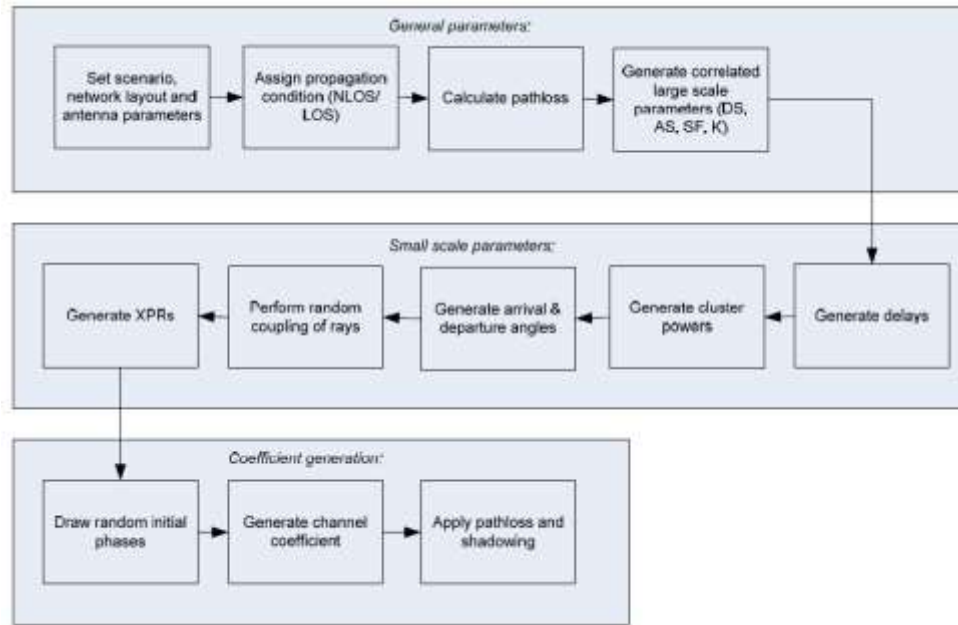 General parameters:
Set scenario,
network layout and
antenna parameters
Assign propagation
condition (NLOS/
LOS)
Calculate pathloss
Generate correlated
large scale
parameters (DS,
AS, SF, K)
Small scale parameters:
Generate XPRs
Perform random
coupling of rays
Generate arrival &
departure angles
Generate cluster
powers
Generate delays
Coefficient generation:
Draw random initial
phases
Generate channel
coefficient
Apply pathloss and
shadowing